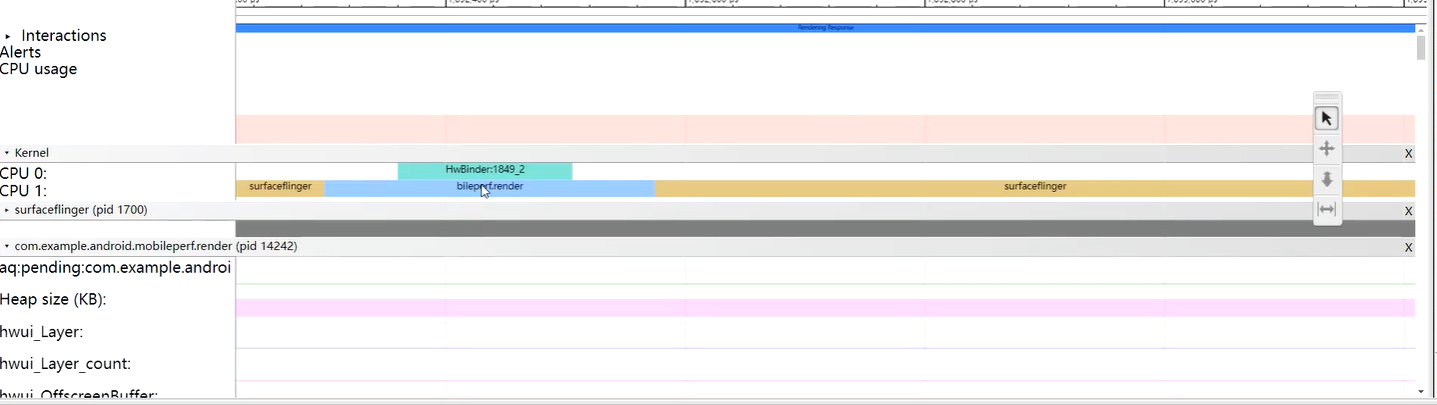 Rendering Response
Interactions
Alerts
CPU usage
Kernel X
CPU 0: HwBinder:1849_2
CPU 1: surfaceflinger bileperf.render surfaceflinger
surfaceflinger (pid 1700) X
com.example.android.mobileperf.render (pid 14242) X
aq:pending:com.example.androi
Heap size (KB):
hwui_Layer:
hwui_Layer_count:
hwui_OffscreenBuffer: